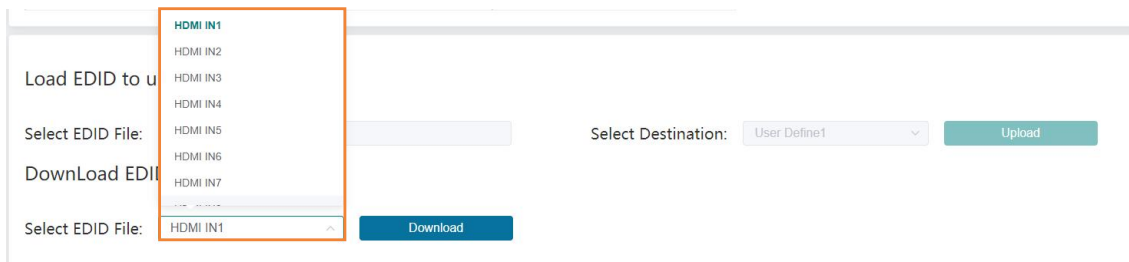 HDMI IN1
HDMI IN2
HDMI IN3
HDMI IN4
HDMI IN5
HDMI IN6
HDMI IN7
Load EDID to u
Select EDID File:
Select Destination: User Define1 Upload
DownLoad EDI
Select EDID File: HDMI IN1 Download